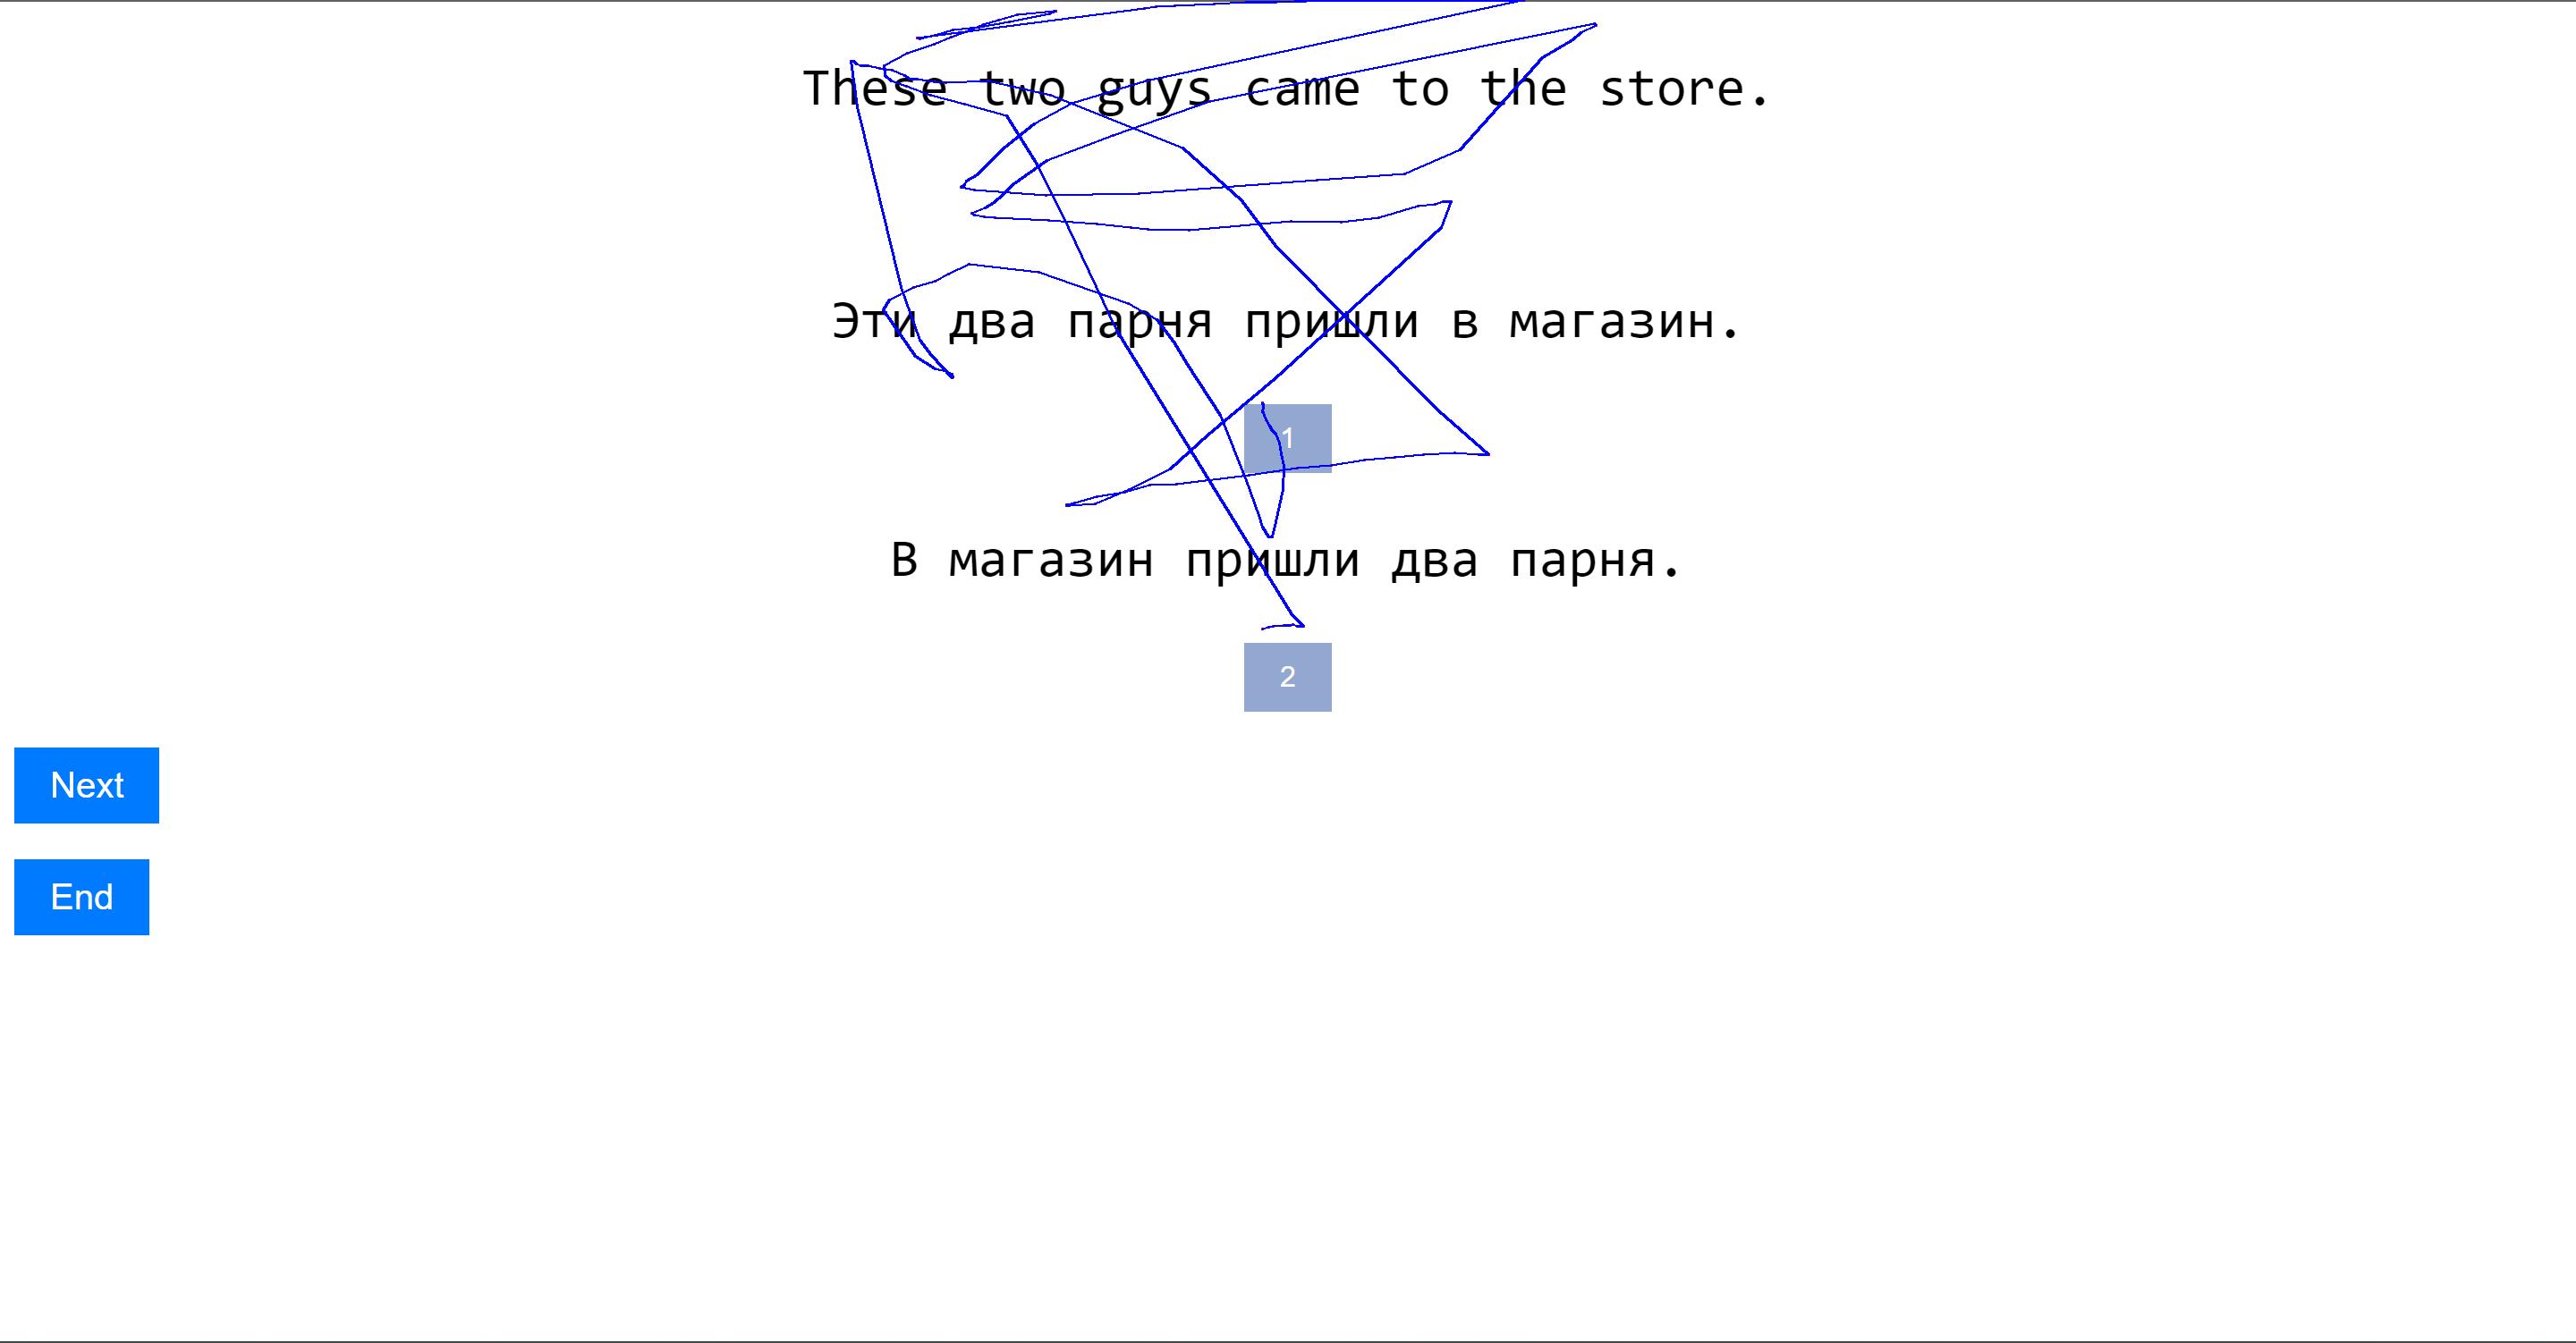 These two guys came to the store.
Эти два парня пришли в магазин.
1
В магазин пришли два парня.
2
Next
End